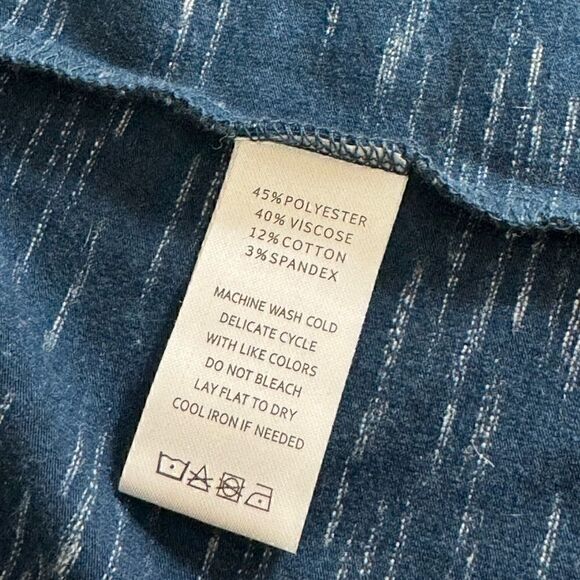 45%POLYESTER
40%VISCOSE
12%COTTON
3%SPANDEX
MACHINE WASH COLD
DELICATE CYCLE
WITH LIKE COLORS
DO NOT BLEACH
LAY FLAT TO DRY
COOL IRON IF NEEDED